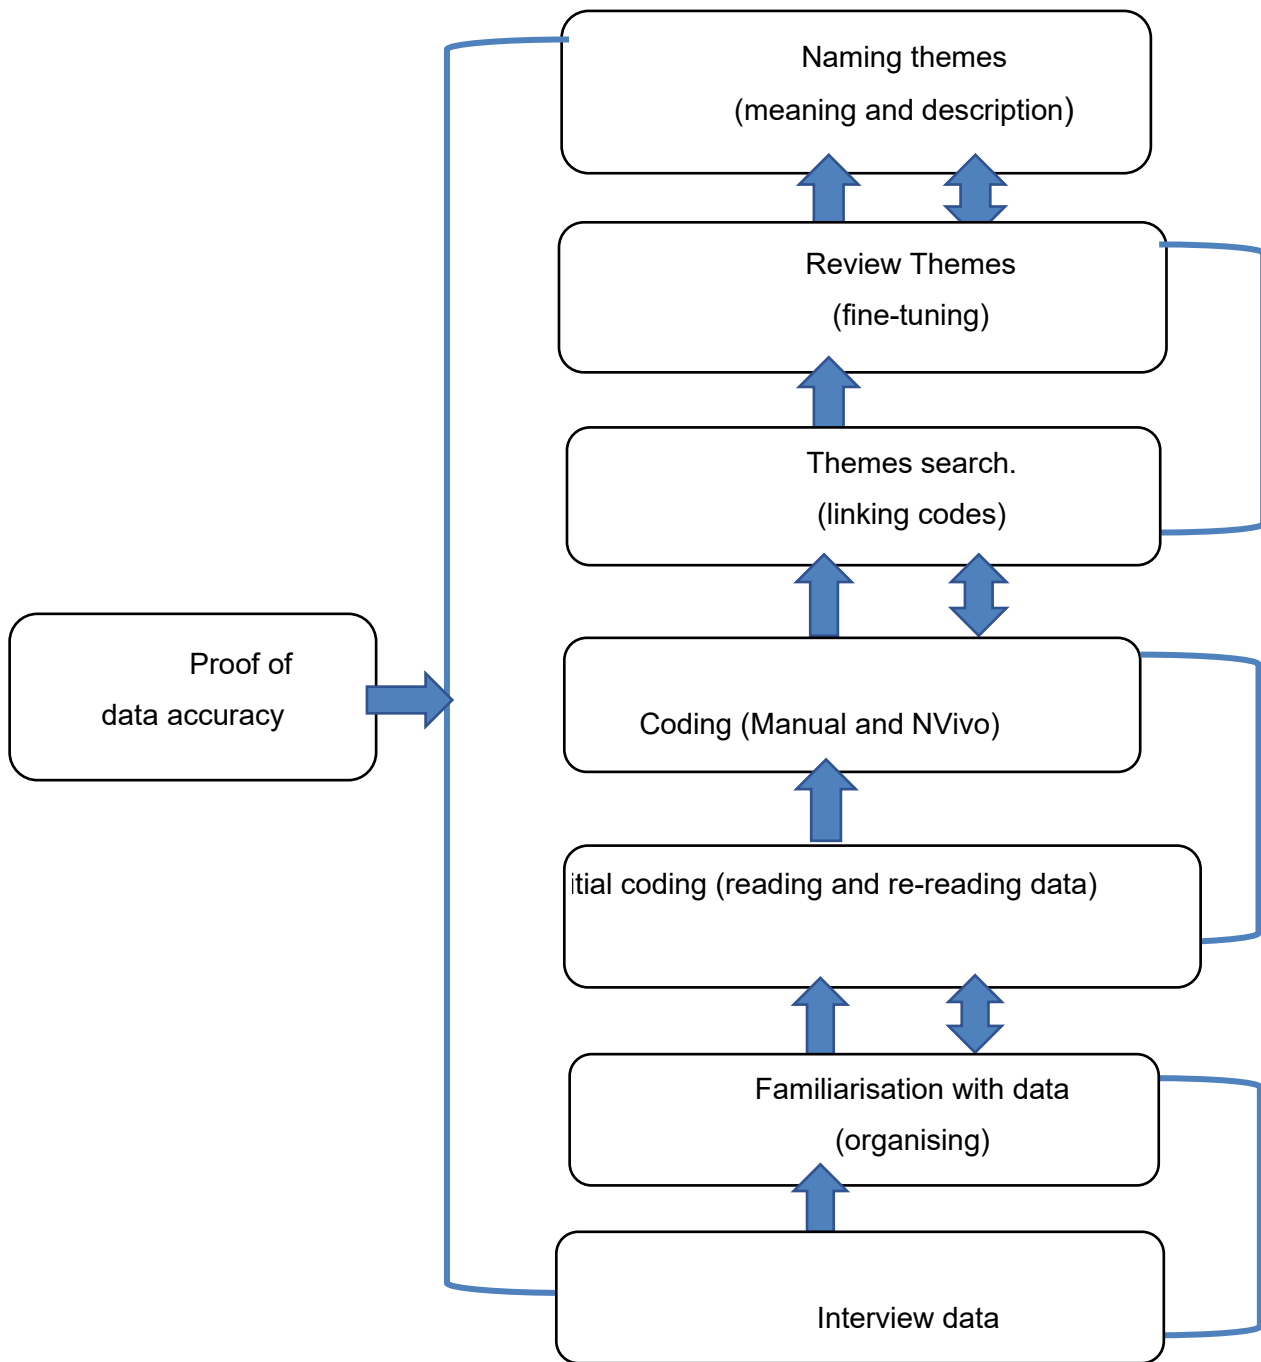 Naming themes
(meaning and description)
Review Themes
(fine-tuning)
Themes search.
(linking codes)
Proof of
data accuracy
Coding (Manual and NVivo)
itial coding (reading and re-reading data)
Familiarisation with data
(organising)
Interview data